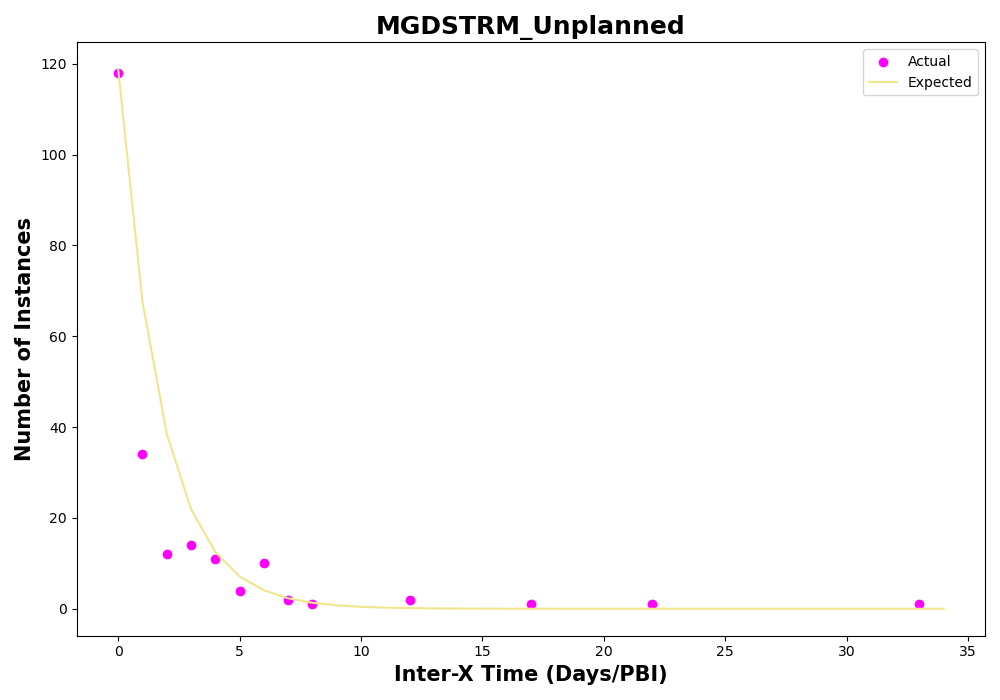 MGDSTRM_Unplanned
Actual
Expected
Number of Instances
120
100
80
60
40
20
0
0 5 10 15 20 25 30 35
Inter-X Time (Days/PBI)